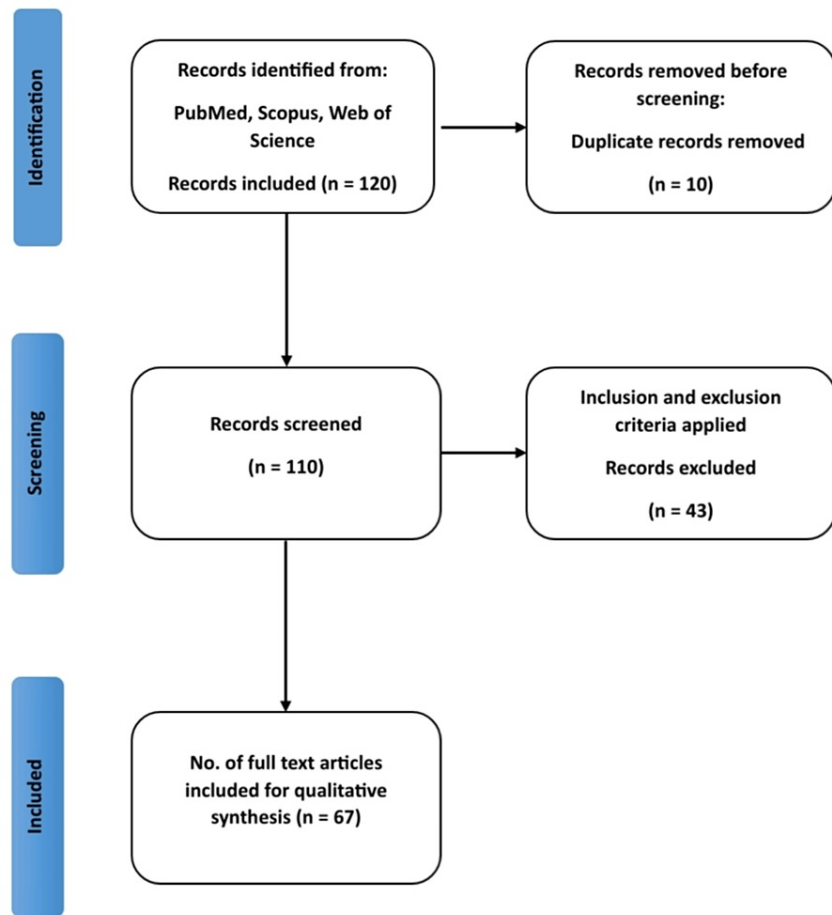 Identification
Records identified from:
PubMed, Scopus, Web of
Science
Records included (n = 120)
Records removed before
screening:
Duplicate records removed
(n = 10)
Screening
Records screened
(n = 110)
Inclusion and exclusion
criteria applied
Records excluded
(n = 43)
Included
No. of full text articles
included for qualitative
synthesis (n = 67)